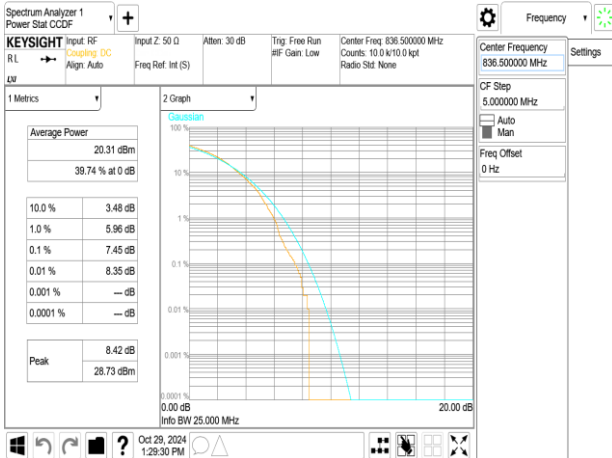 Spectrum Analyzer 1
Power Stat CCDF
Frequency
KEYSIGHT
RL
LXI
Input: RF
Coupling: DC
Align: Auto
Input Z: 50 Ω
Freq Ref: Int (S)
Atten: 30 dB
Trig: Free Run
#IF Gain: Low
Center Freq: 836.500000 MHz
Counts: 10.0 k/10.0 kpt
Radio Std: None
Center Frequency
836.500000 MHz
Settings
CF Step
5.000000 MHz
Auto
Man
Freq Offset
0 Hz
1 Metrics
Average Power
20.31 dBm
39.74 % at 0 dB
10.0 % 3.48 dB
1.0 % 5.96 dB
0.1 % 7.45 dB
0.01 % 8.35 dB
0.001 % --- dB
0.0001 % --- dB
Peak
8.42 dB
28.73 dBm
2 Graph
Gaussian
100 %
10 %
1 %
0.1 %
0.01 %
0.001 %
0.0001 %
0.00 dB 20.00 dB
Info BW 25.000 MHz
?
Oct 29, 2024
1:29:30 PM